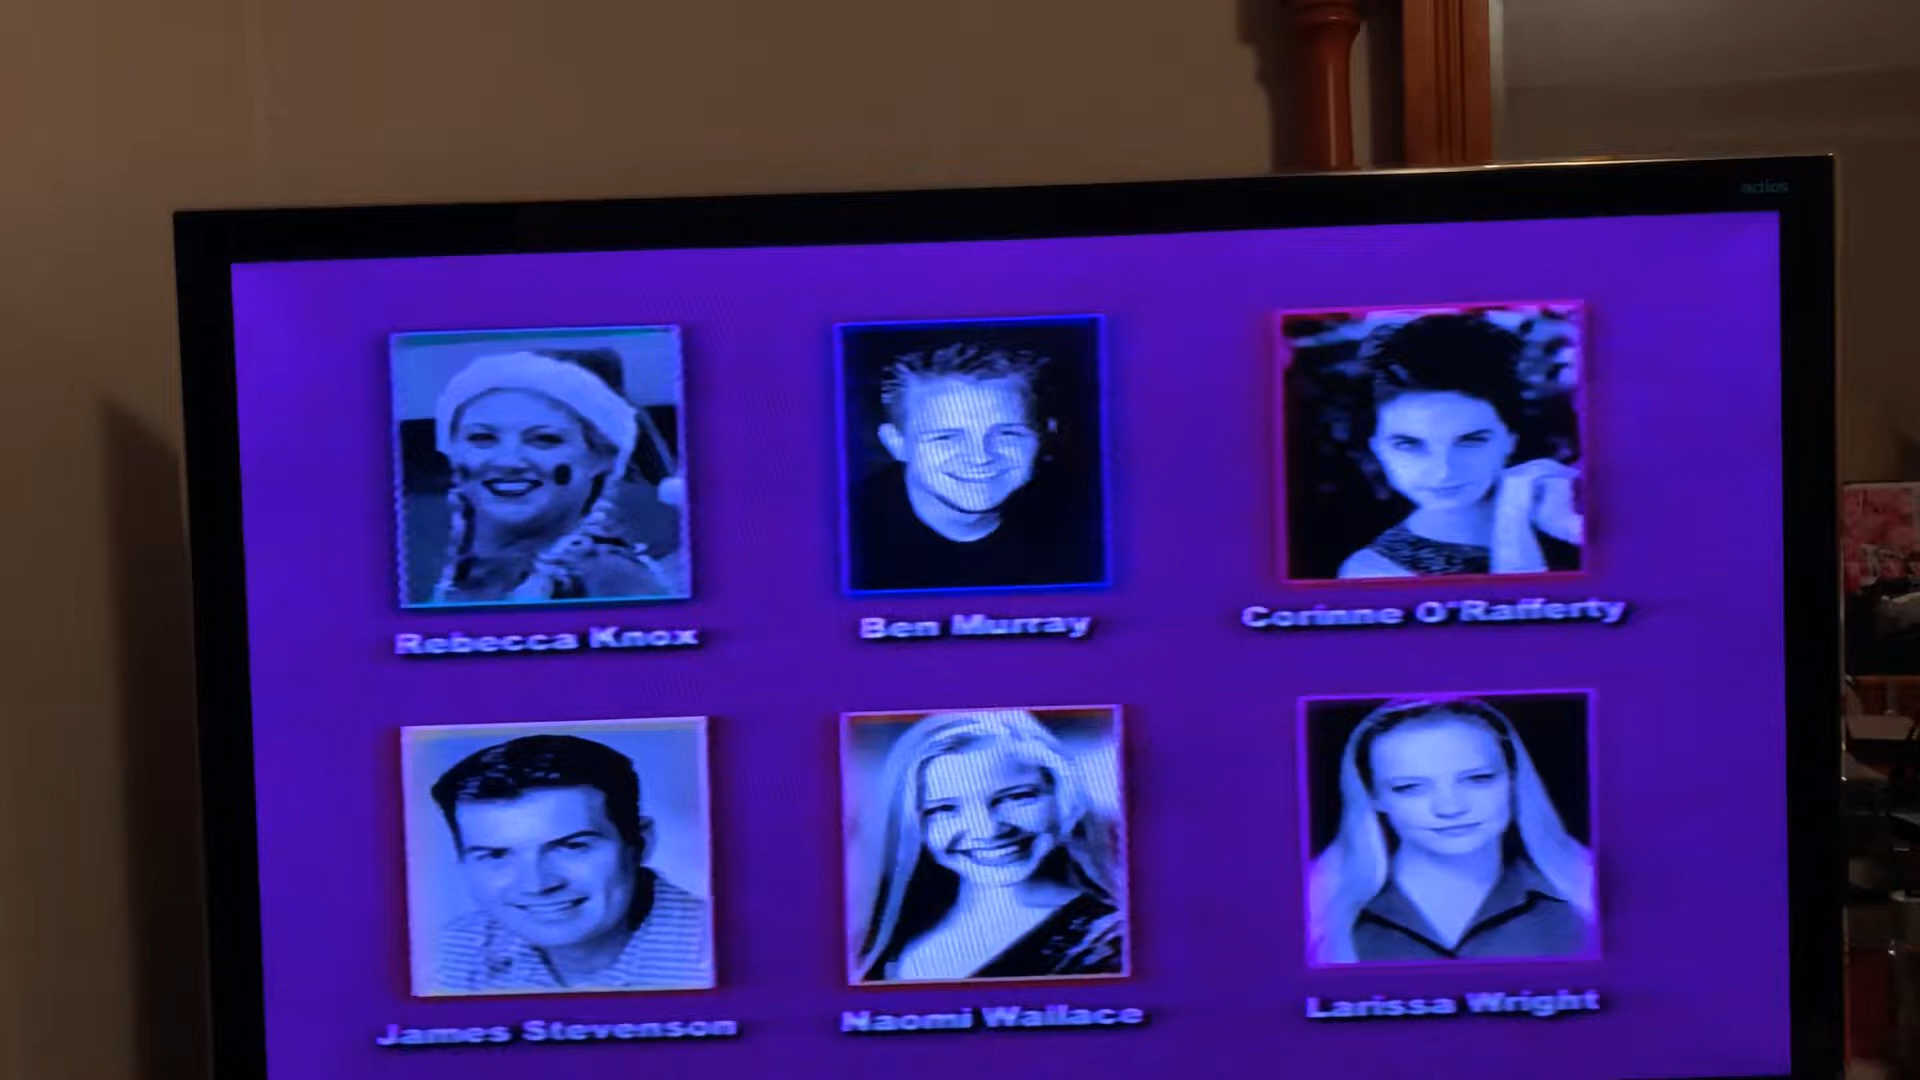 Rebecca Knox
Ben Murray
Corinne O'Rafferty
James Stevenson
Naomi Wallace
Larissa Wright